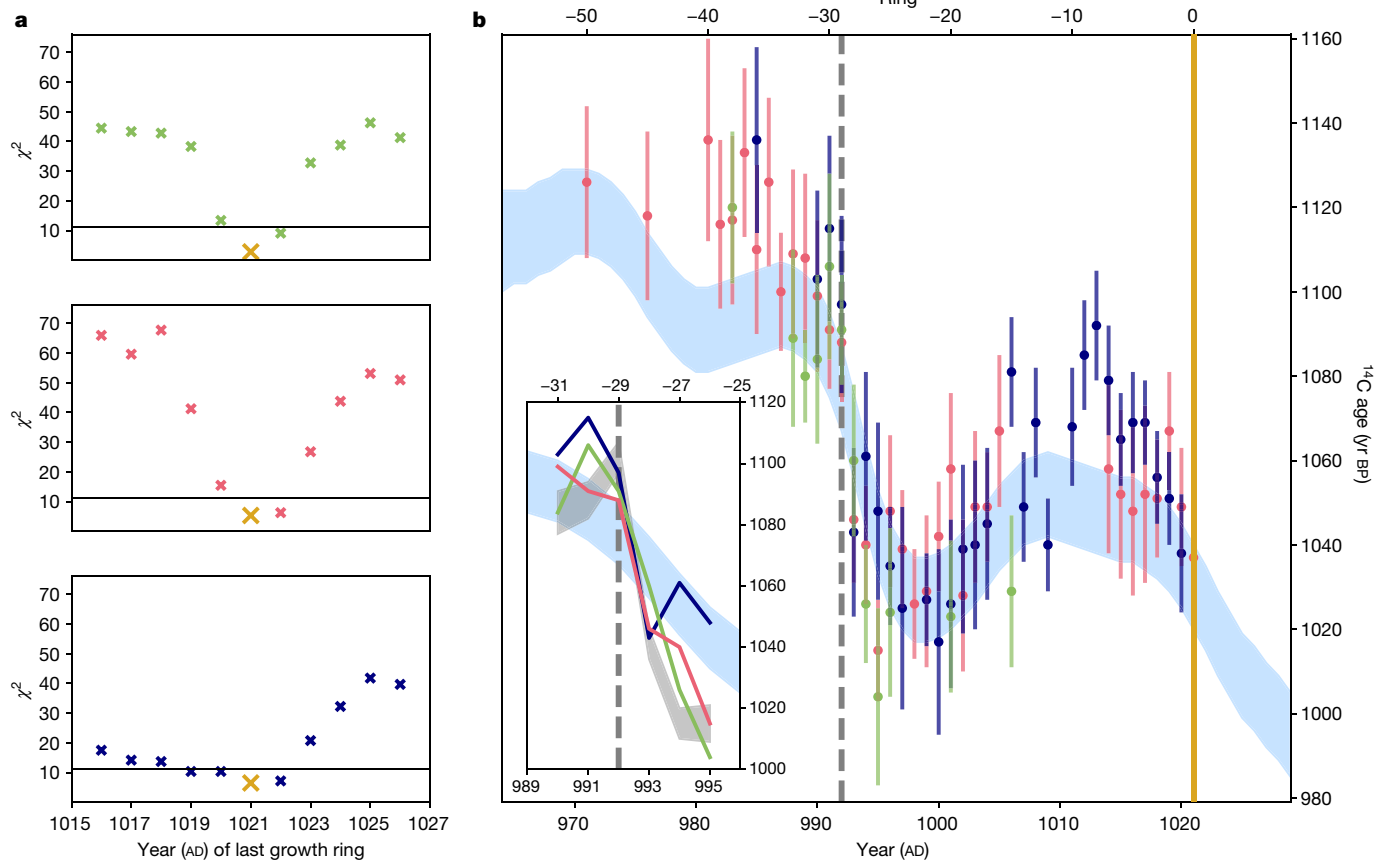 a
70
60
50
40
30
20
10
χ²
70
60
50
40
30
20
10
χ²
70
60
50
40
30
20
10
χ²
1015 1017 1019 1021 1023 1025 1027
Year (AD) of last growth ring
b
Ring
−50 −40 −30 −20 −10 0
1160
1140
1120
1100
1080
1060
1040
1020
1000
980
¹⁴C age (yr BP)
−31 −29 −27 −25
1120
1100
1080
1060
1040
1020
1000
989 991 993 995
970 980 990 1000 1010 1020
Year (AD)